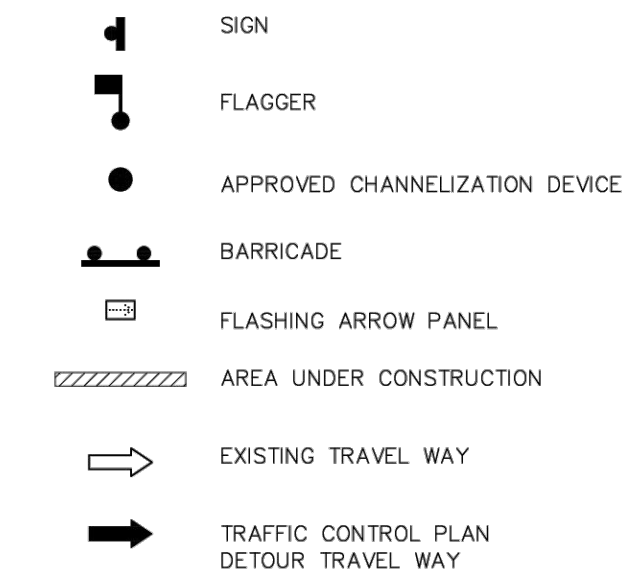 SIGN
FLAGGER
APPROVED CHANNELIZATION DEVICE
BARRICADE
FLASHING ARROW PANEL
AREA UNDER CONSTRUCTION
EXISTING TRAVEL WAY
TRAFFIC CONTROL PLAN
DETOUR TRAVEL WAY